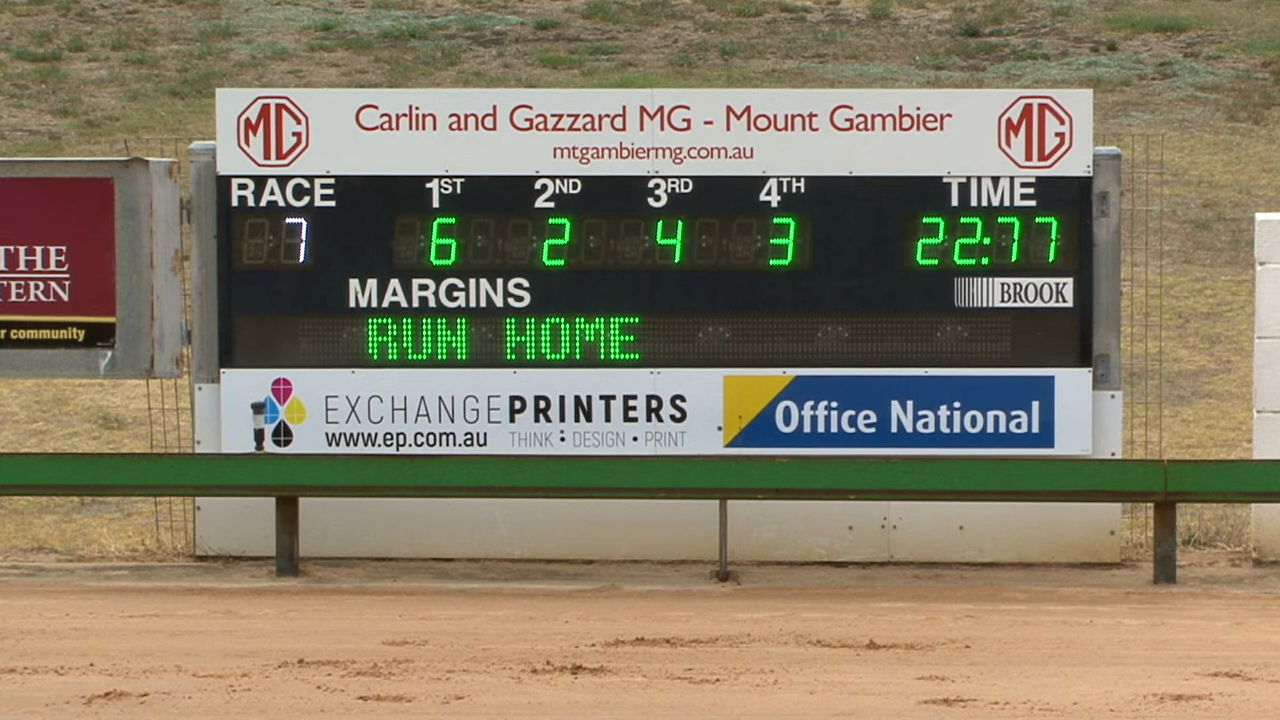 MG Carlin and Gazzard MG - Mount Gambier MG
mtgambiermg.com.au
RACE 1ST 2ND 3RD 4TH TIME
7 6 2 4 3 22:77
MARGINS BROOK
RUN HOME
THE
TERN
r community
EXCHANGEPRINTERS
www.ep.com.au THINK : DESIGN • PRINT
Office National